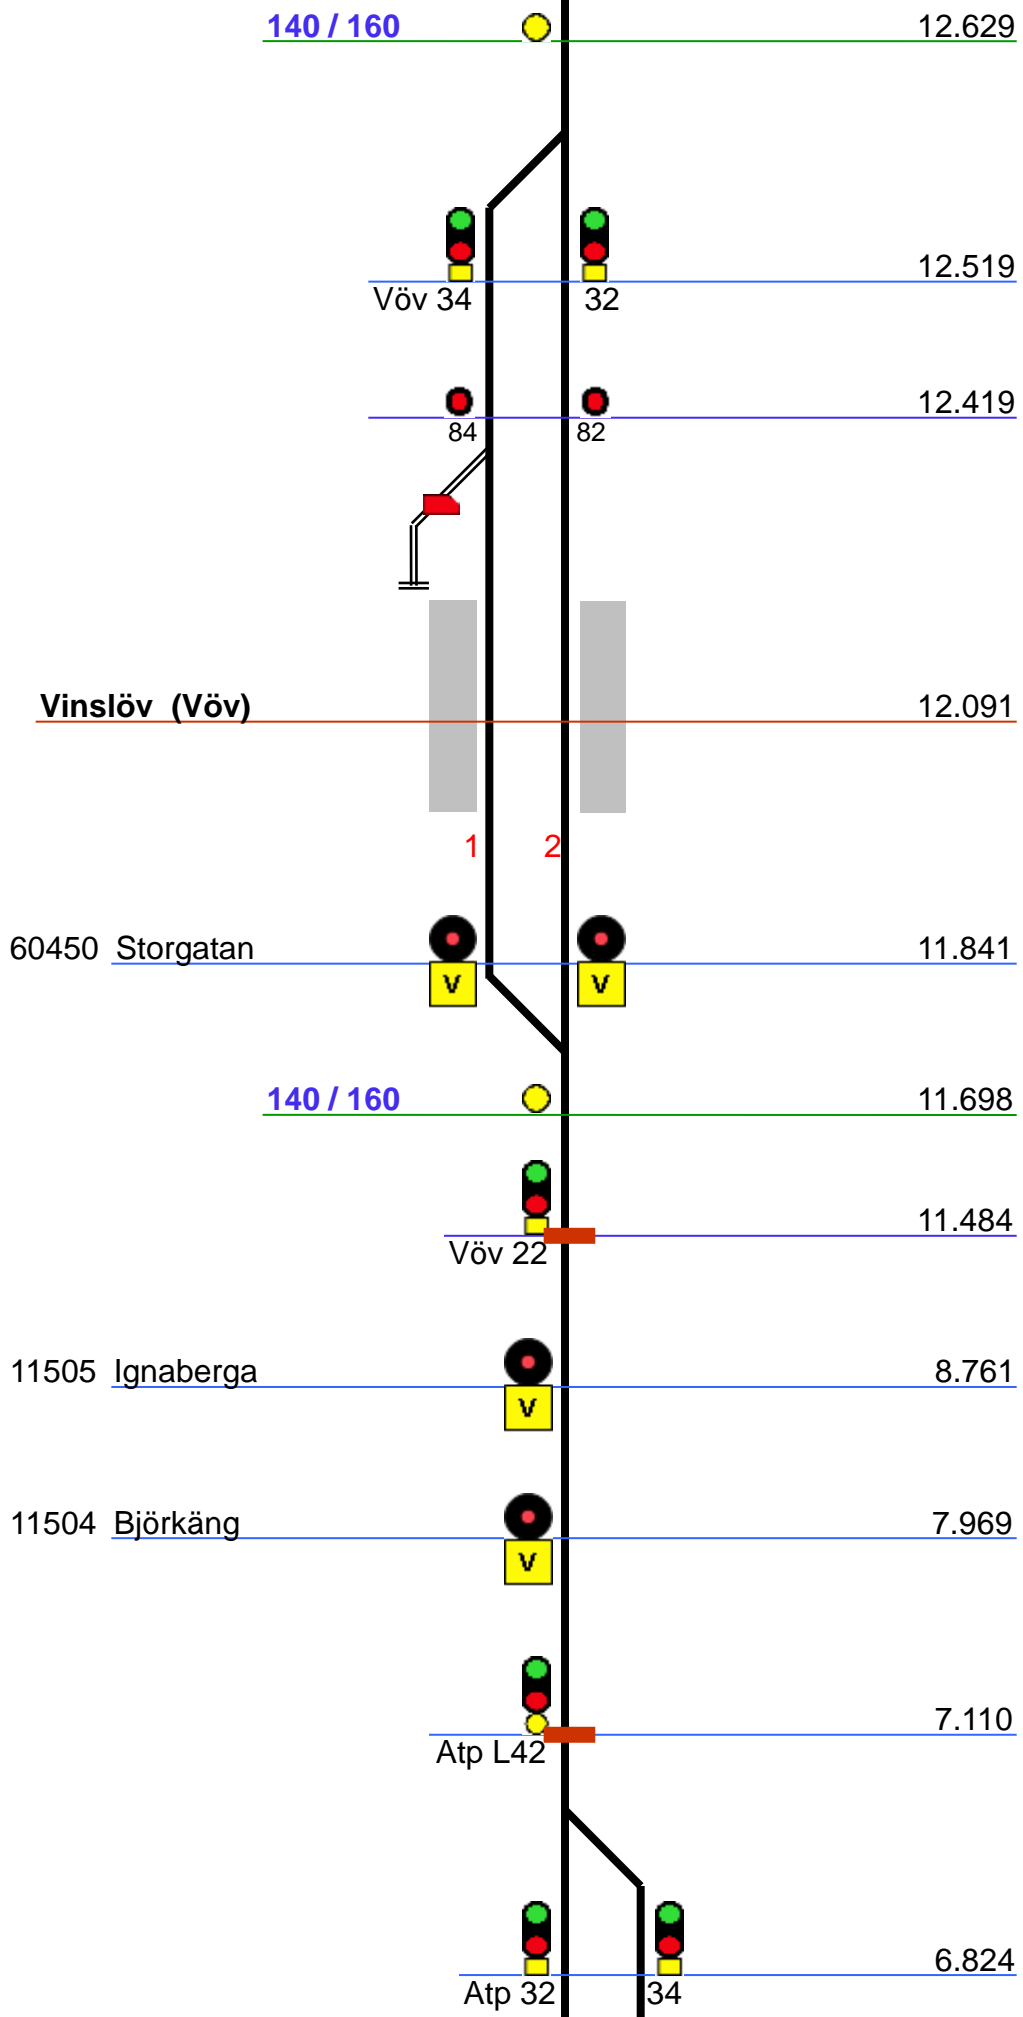 140 / 160 12.629
12.519
Vöv 34 32
12.419
84 82
Vinslöv (Vöv) 12.091
1 2
60450 Storgatan 11.841
V V
140 / 160 11.698
11.484
Vöv 22
11505 Ignaberga 8.761
V
11504 Björkäng 7.969
V
7.110
Atp L42
6.824
Atp 32 34